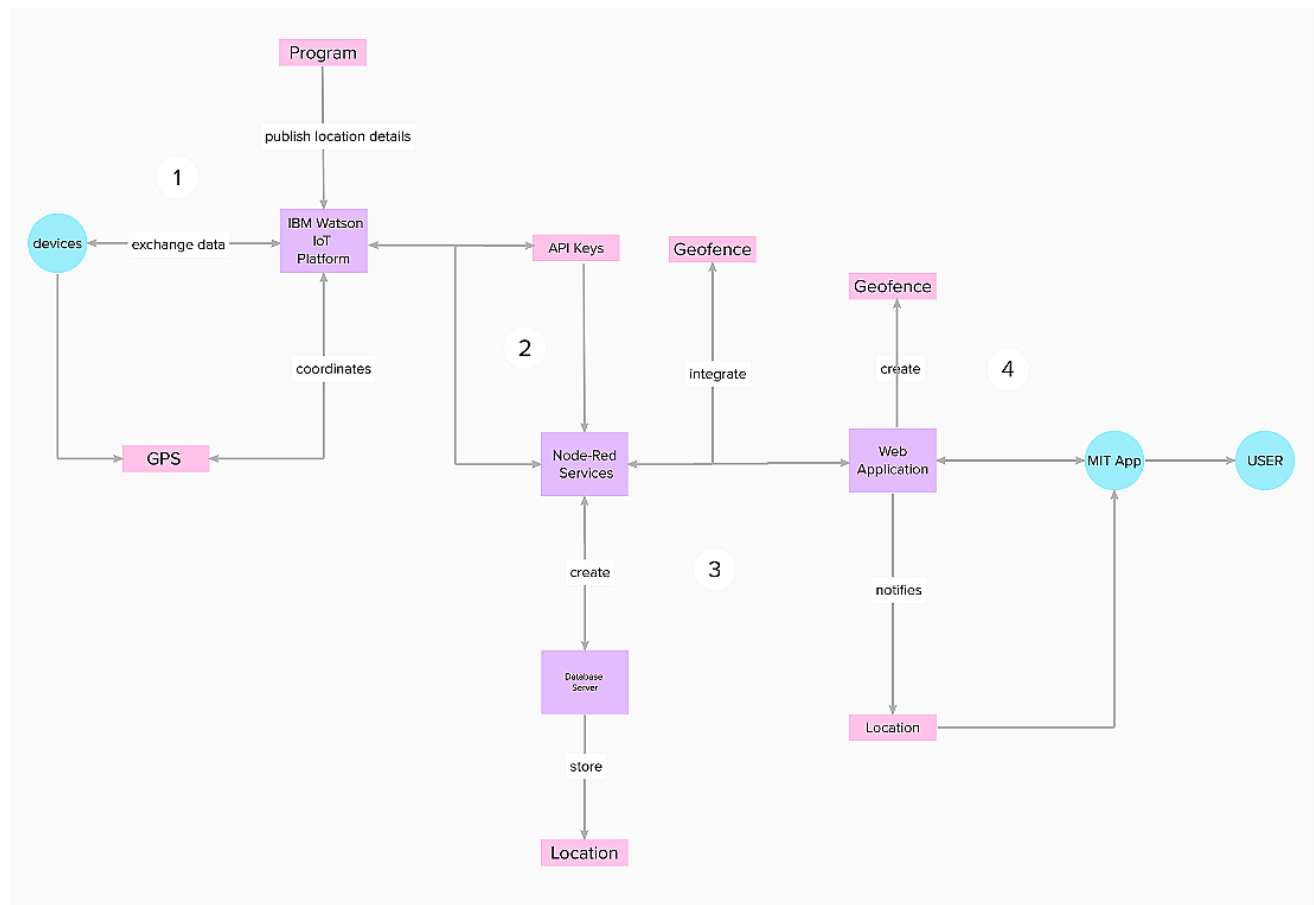 Program
publish location details
1
devices
exchange data
IBM Watson
IoT
Platform
API Keys
Geofence
Geofence
2
coordinates
integrate
create
4
GPS
Node-Red
Services
Web
Application
MIT App
USER
create
3
notifies
Database
Server
Location
store
Location